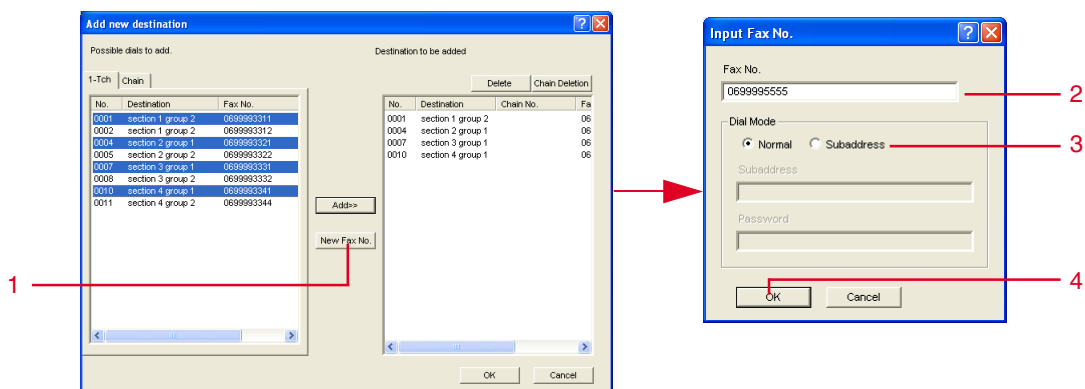 Add new destination
Possible dials to add.
Destination to be added
1-Tch Chain
Delete Chain Deletion
No. Destination Fax No.
0001 section 1 group 2 0699993311
0002 section 1 group 2 0699993312
0004 section 2 group 1 0699993321
0005 section 2 group 2 0699993322
0007 section 3 group 1 0699993331
0008 section 3 group 2 0699993332
0010 section 4 group 1 0699993341
0011 section 4 group 2 0699993344
Add>>
New Fax No.
1
No. Destination Chain No. Fa
0001 section 1 group 2 06
0004 section 2 group 1 06
0007 section 3 group 1 06
0010 section 4 group 1 06
OK Cancel
Input Fax No.
Fax No.
0699995555
2
Dial Mode
Normal Subaddress
3
Subaddress
Password
OK Cancel
4